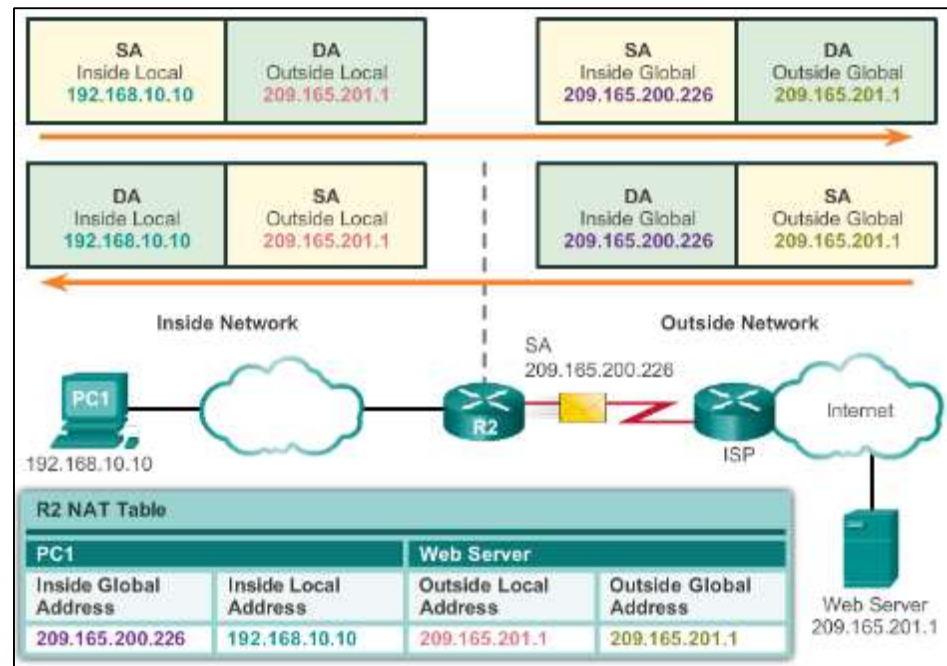 SA
Inside Local
192.168.10.10
DA
Outside Local
209.165.201.1
SA
Inside Global
209.165.200.226
DA
Outside Global
209.165.201.1
DA
Inside Local
192.168.10.10
SA
Outside Local
209.165.201.1
DA
Inside Global
209.165.200.226
SA
Outside Global
209.165.201.1
Inside Network
Outside Network
SA
209.165.200.226
PC1
192.168.10.10
R2
ISP
Internet
Web Server
209.165.201.1
R2 NAT Table
PC1
Web Server
Inside Global
Address
Inside Local
Address
Outside Local
Address
Outside Global
Address
209.165.200.226
192.168.10.10
209.165.201.1
209.165.201.1